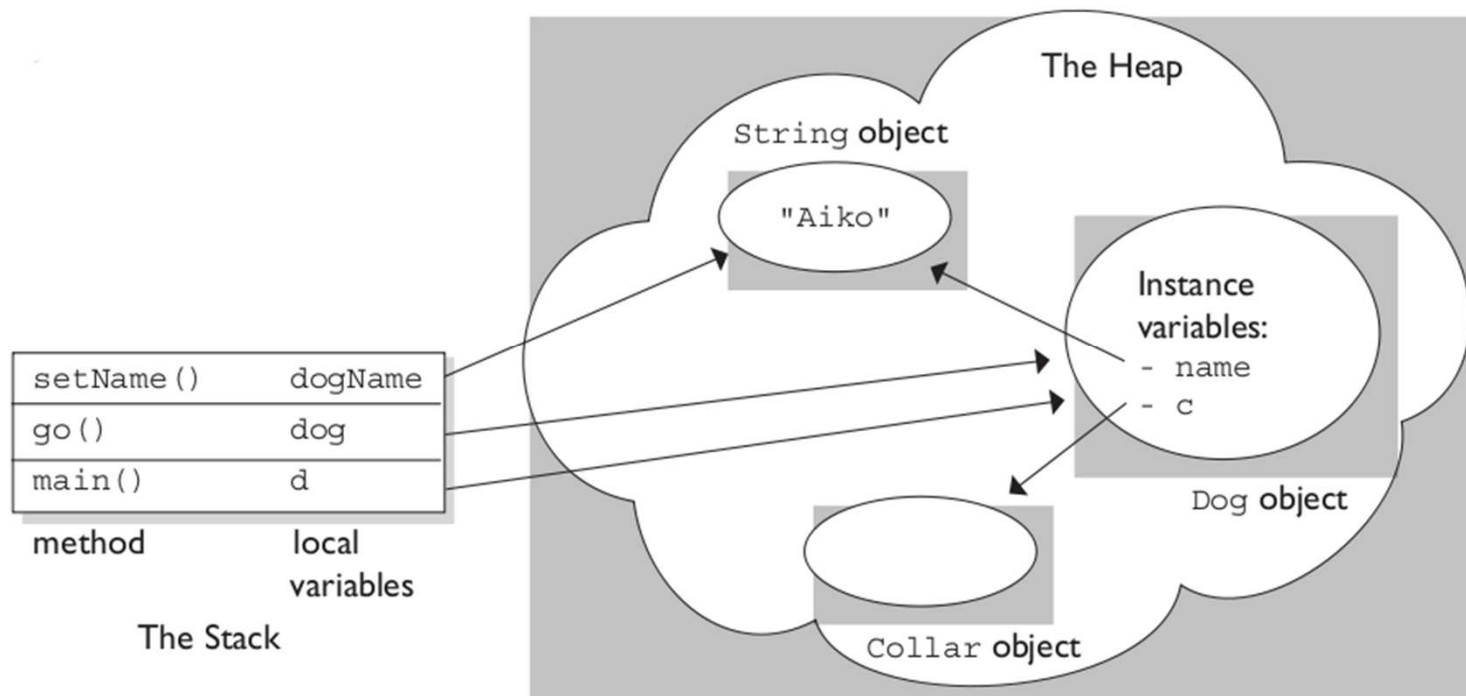 The Heap
String object
"Aiko"
Instance
variables:
- name
- c
Dog object
Collar object
setName() dogName
go() dog
main() d
method local
variables
The Stack